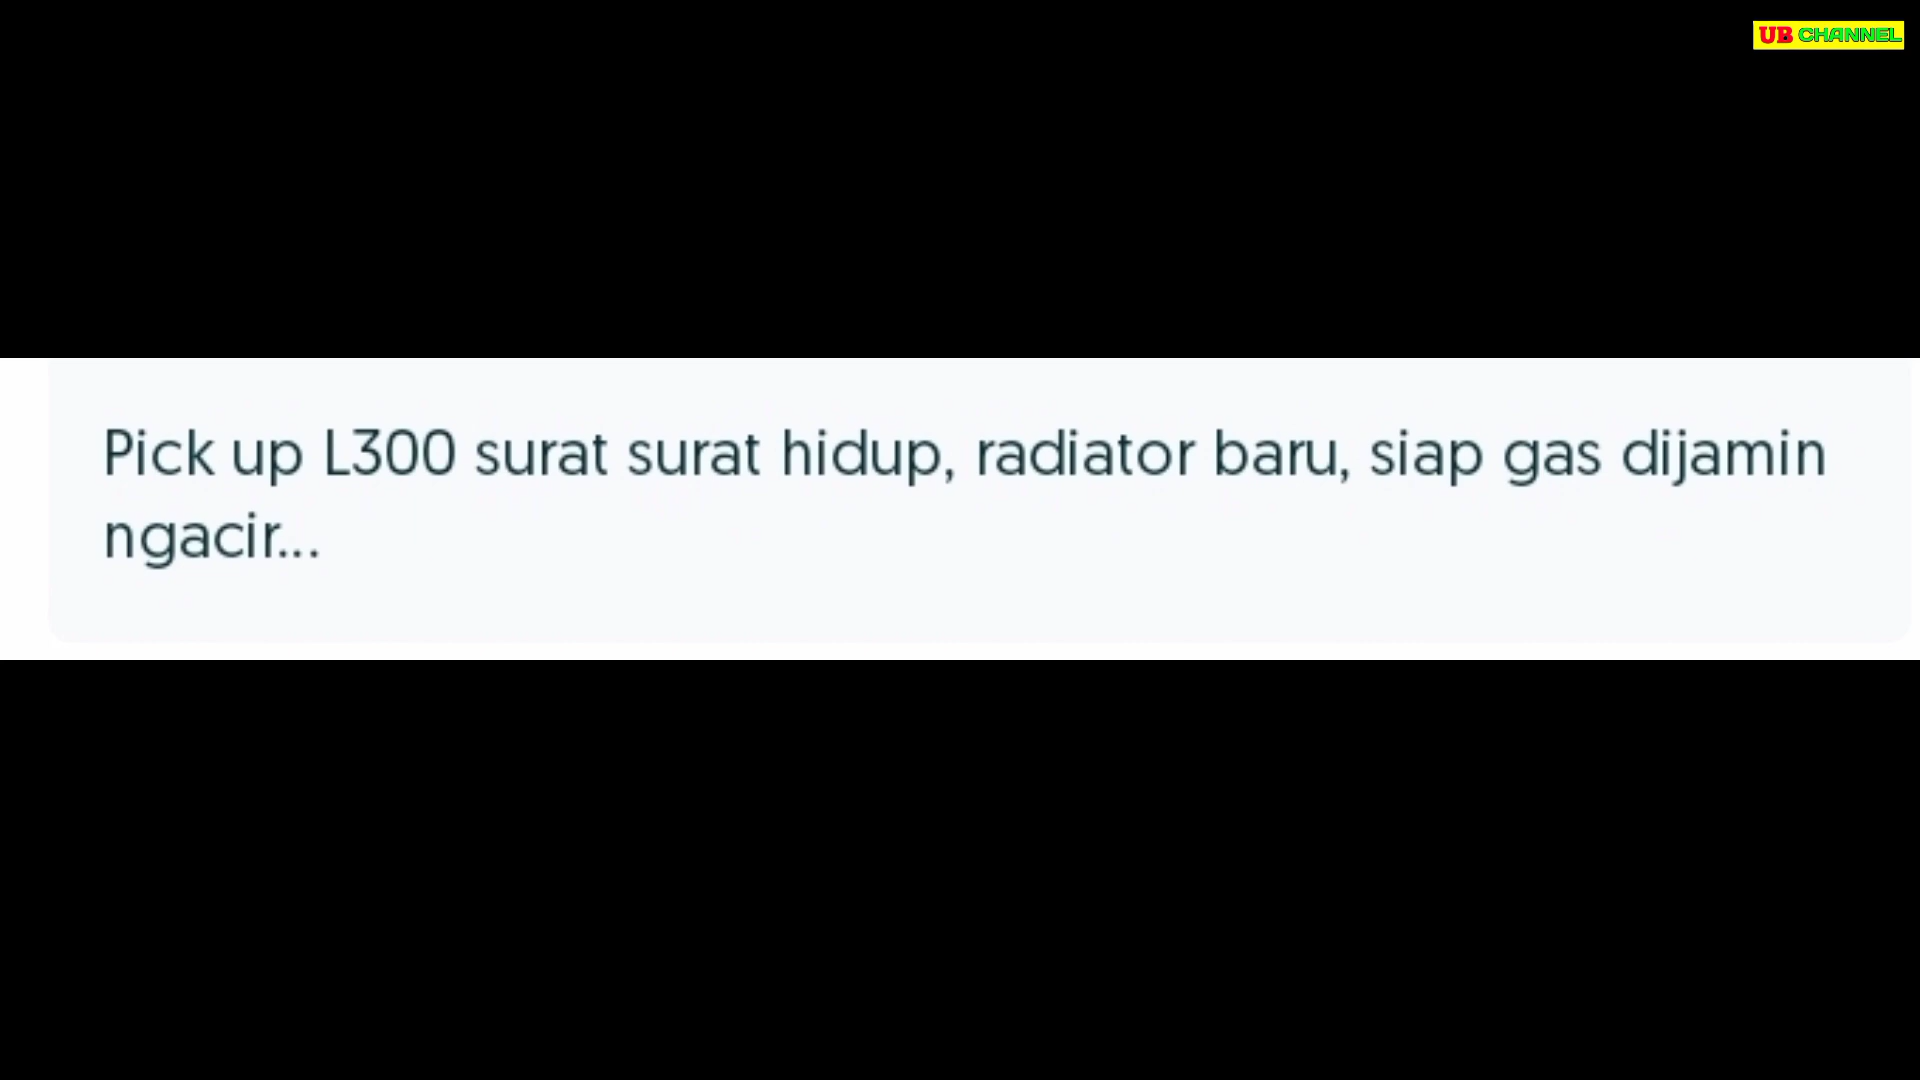 UB CHANNEL
Pick up L300 surat surat hidup, radiator baru, siap gas dijamin
ngacir...